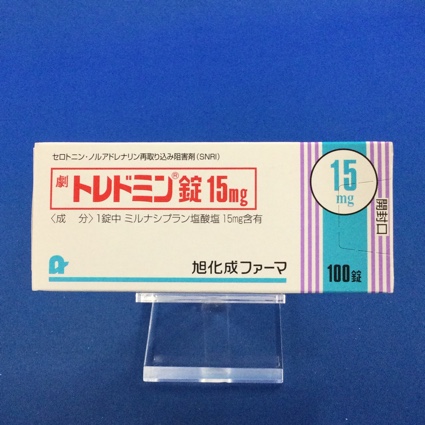 セロトニン・ノルアドレナリン再取り込み阻害剤(SNRI)
劇 トレドミン®錠 15mg
〈成 分〉1錠中 ミルナシプラン塩酸塩 15mg含有
旭化成ファーマ
15
mg
開封口
100錠